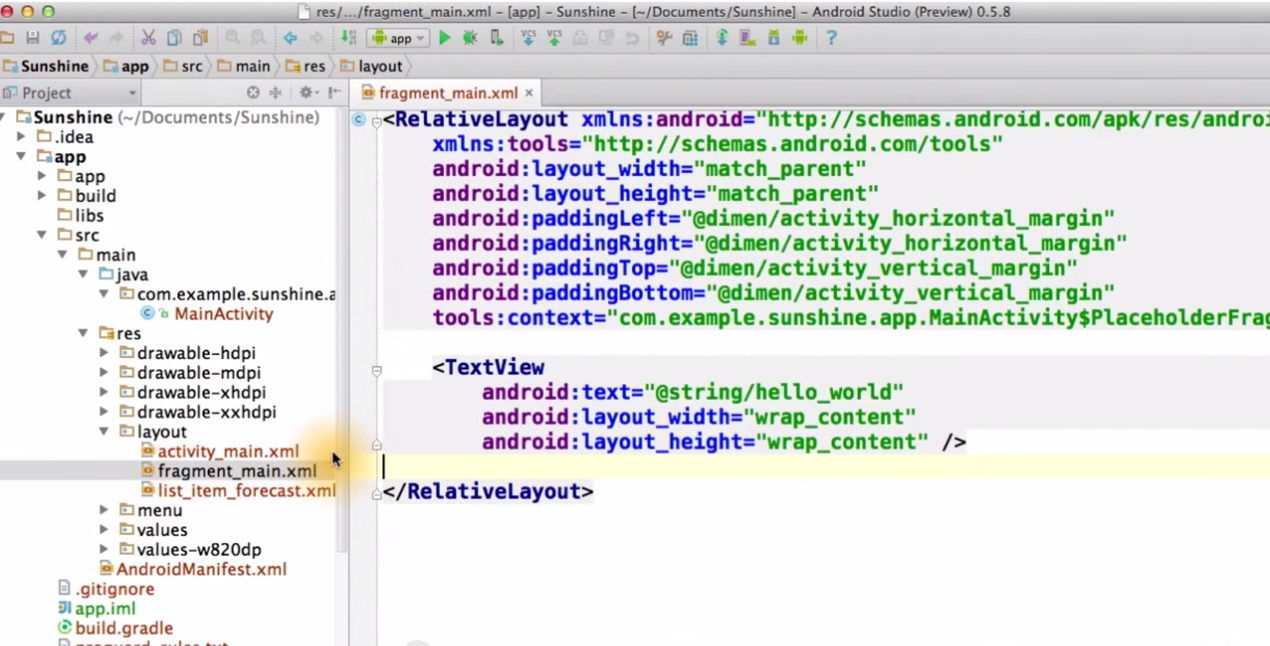 res/.../fragment_main.xml – [app] – Sunshine – [~/Documents/Sunshine] – Android Studio (Preview) 0.5.8
app
VCS VCS
?
Sunshine app src main res layout
Project
fragment_main.xml
Sunshine (~/Documents/Sunshine)
.idea
app
app
build
libs
src
main
java
com.example.sunshine.a
MainActivity
res
drawable-hdpi
drawable-mdpi
drawable-xhdpi
drawable-xxhdpi
layout
activity_main.xml
fragment_main.xml
list_item_forecast.xml
menu
values
values-w820dp
AndroidManifest.xml
.gitignore
app.iml
build.gradle
proguard-rules.txt
<RelativeLayout xmlns:android="http://schemas.android.com/apk/res/androi
xmlns:tools="http://schemas.android.com/tools"
android:layout_width="match_parent"
android:layout_height="match_parent"
android:paddingLeft="@dimen/activity_horizontal_margin"
android:paddingRight="@dimen/activity_horizontal_margin"
android:paddingTop="@dimen/activity_vertical_margin"
android:paddingBottom="@dimen/activity_vertical_margin"
tools:context="com.example.sunshine.app.MainActivity$PlaceholderFrag
<TextView
android:text="@string/hello_world"
android:layout_width="wrap_content"
android:layout_height="wrap_content" />
</RelativeLayout>